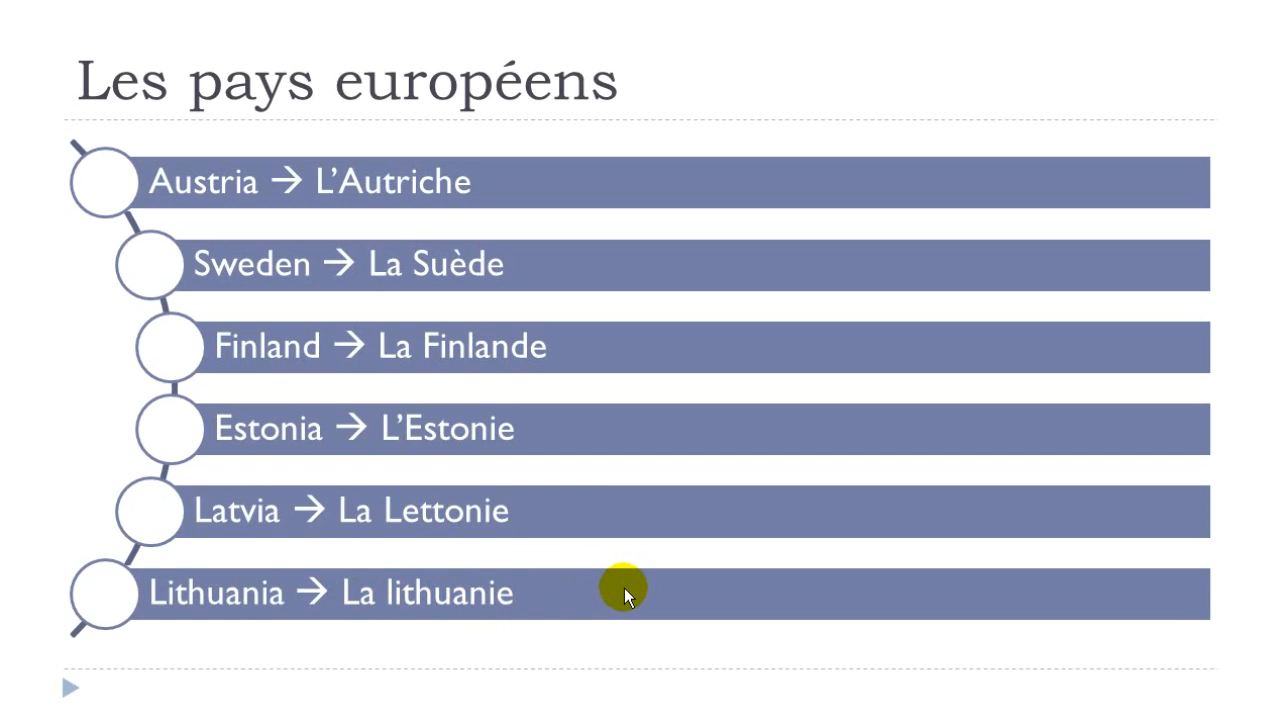 Les pays européens
Austria → L’Autriche
Sweden → La Suède
Finland → La Finlande
Estonia → L’Estonie
Latvia → La Lettonie
Lithuania → La lithuanie